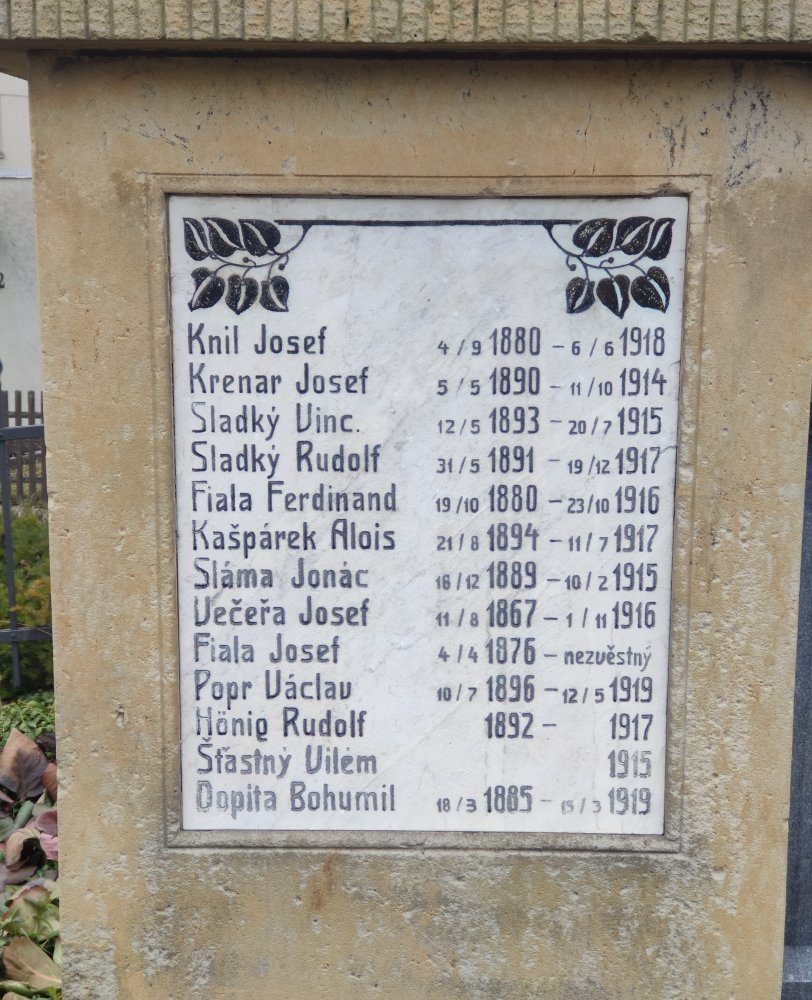 Knil Josef 4/9 1880 – 6/6 1918
Krenar Josef 5/5 1890 – 11/10 1914
Sladký Vinc. 12/5 1893 – 20/7 1915
Sladký Rudolf 31/5 1891 – 19/12 1917
Fiala Ferdinand 19/10 1880 – 23/10 1916
Kašpárek Alois 21/8 1894 – 11/7 1917
Sláma Jonác 16/12 1889 – 10/2 1915
Večeřa Josef 11/8 1867 – 1/11 1916
Fiala Josef 4/4 1876 – nezvěstný
Popr Václav 10/7 1896 – 12/5 1919
Hönig Rudolf 1892 – 1917
Šťastný Vilém 1915
Dopita Bohumil 18/3 1885 – 15/3 1919